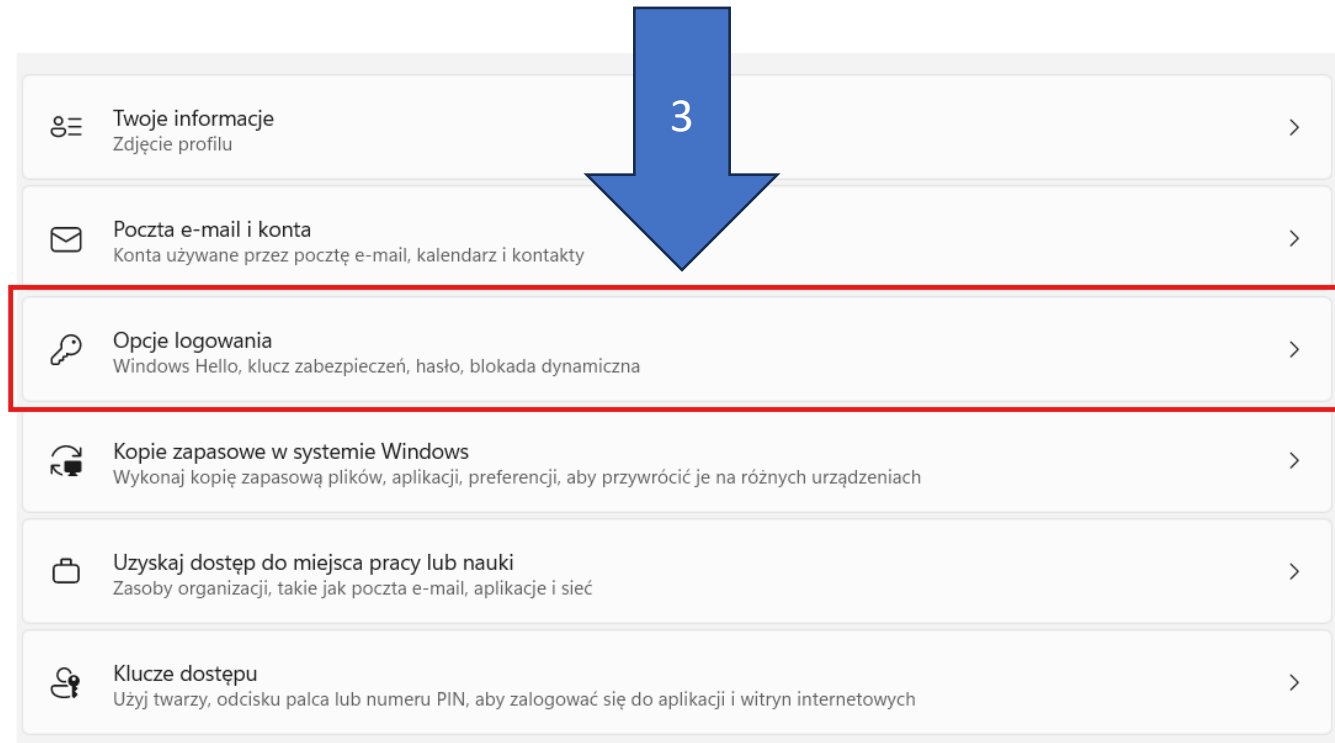 3
Twoje informacje
Zdjęcie profilu
Poczta e-mail i konta
Konta używane przez pocztę e-mail, kalendarz i kontakty
Opcje logowania
Windows Hello, klucz zabezpieczeń, hasło, blokada dynamiczna
Kopie zapasowe w systemie Windows
Wykonaj kopię zapasową plików, aplikacji, preferencji, aby przywrócić je na różnych urządzeniach
Uzyskaj dostęp do miejsca pracy lub nauki
Zasoby organizacji, takie jak poczta e-mail, aplikacje i sieć
Klucze dostępu
Użyj twarzy, odcisku palca lub numeru PIN, aby zalogować się do aplikacji i witryn internetowych